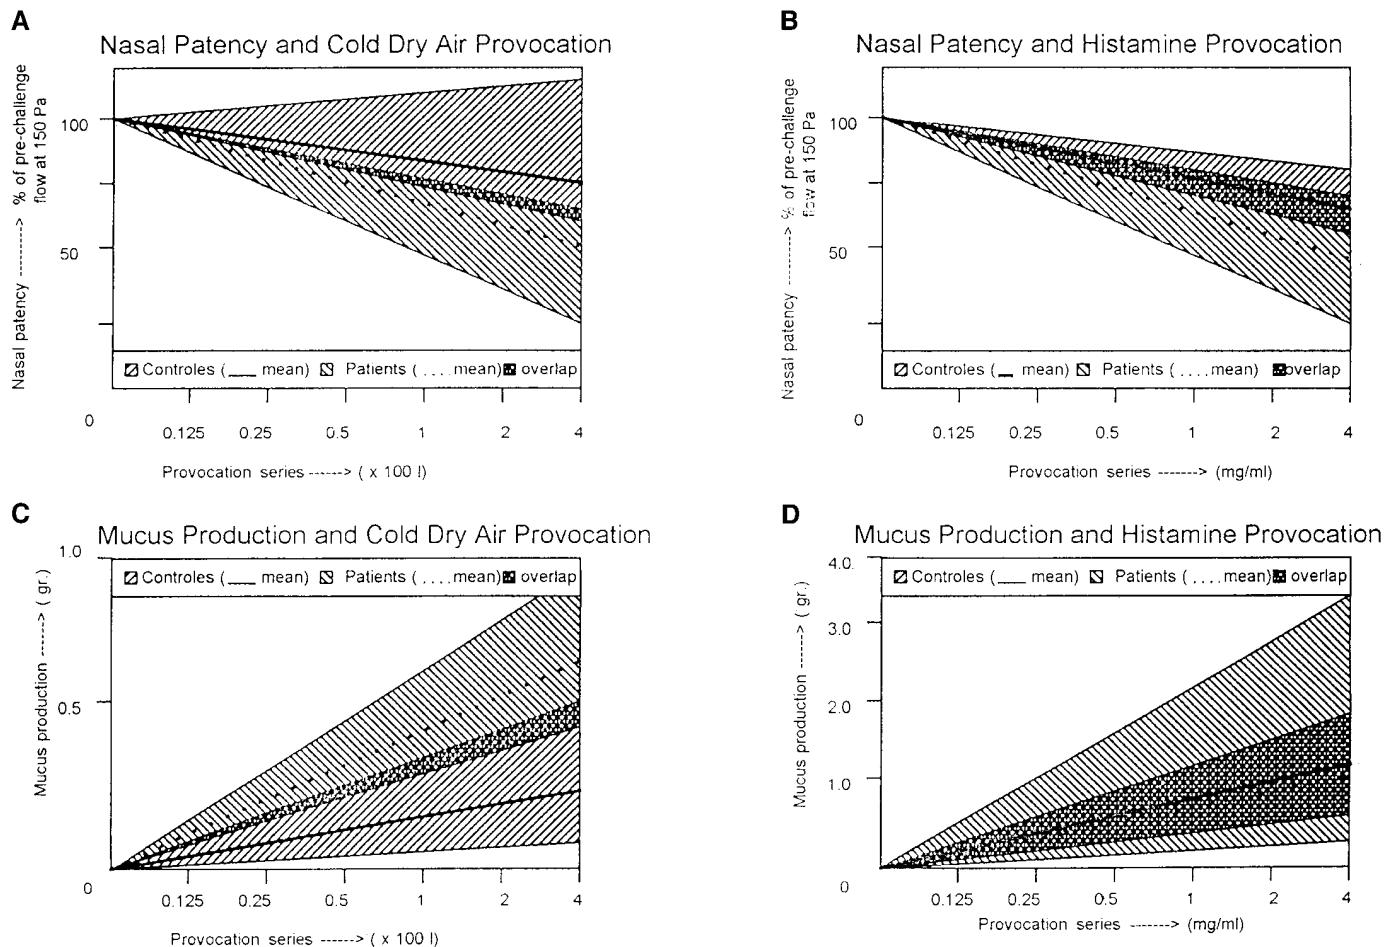 A
Nasal Patency and Cold Dry Air Provocation
Nasal patency ----------> % of pre-challenge
flow at 150 Pa
100
50
0
Controles ( ___ mean) Patients ( . . . . mean) overlap
0.125 0.25 0.5 1 2 4
Provocation series ------> ( x 100 l)
B
Nasal Patency and Histamine Provocation
Nasal patency ---------> % of pre-challenge
flow at 150 Pa
100
50
0
Controles ( __ mean) Patients ( . . . . mean) overlap
0.125 0.25 0.5 1 2 4
Provocation series -------> (mg/ml)
C
Mucus Production and Cold Dry Air Provocation
Mucus production ------> ( gr.)
1.0
0.5
0
Controles ( ___ mean) Patients ( . . . . mean) overlap
0.125 0.25 0.5 1 2 4
Provocation series ------> ( x 100 l)
D
Mucus Production and Histamine Provocation
Mucus production ------> ( gr.)
4.0
3.0
2.0
1.0
0
Controles ( ___ mean) Patients ( . . . . mean) overlap
0.125 0.25 0.5 1 2 4
Provocation series -------> (mg/ml)